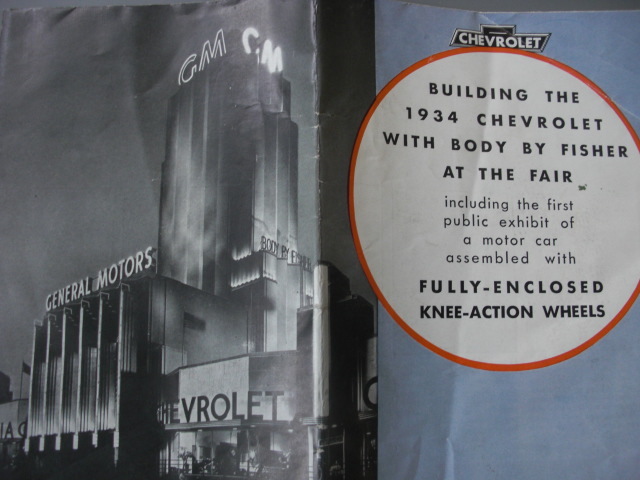 GM GM
BODY BY FISHER
GENERAL MOTORS
CHEVROLET
CHEVROLET
BUILDING THE
1934 CHEVROLET
WITH BODY BY FISHER
AT THE FAIR
including the first
public exhibit of
a motor car
assembled with
FULLY-ENCLOSED
KNEE-ACTION WHEELS